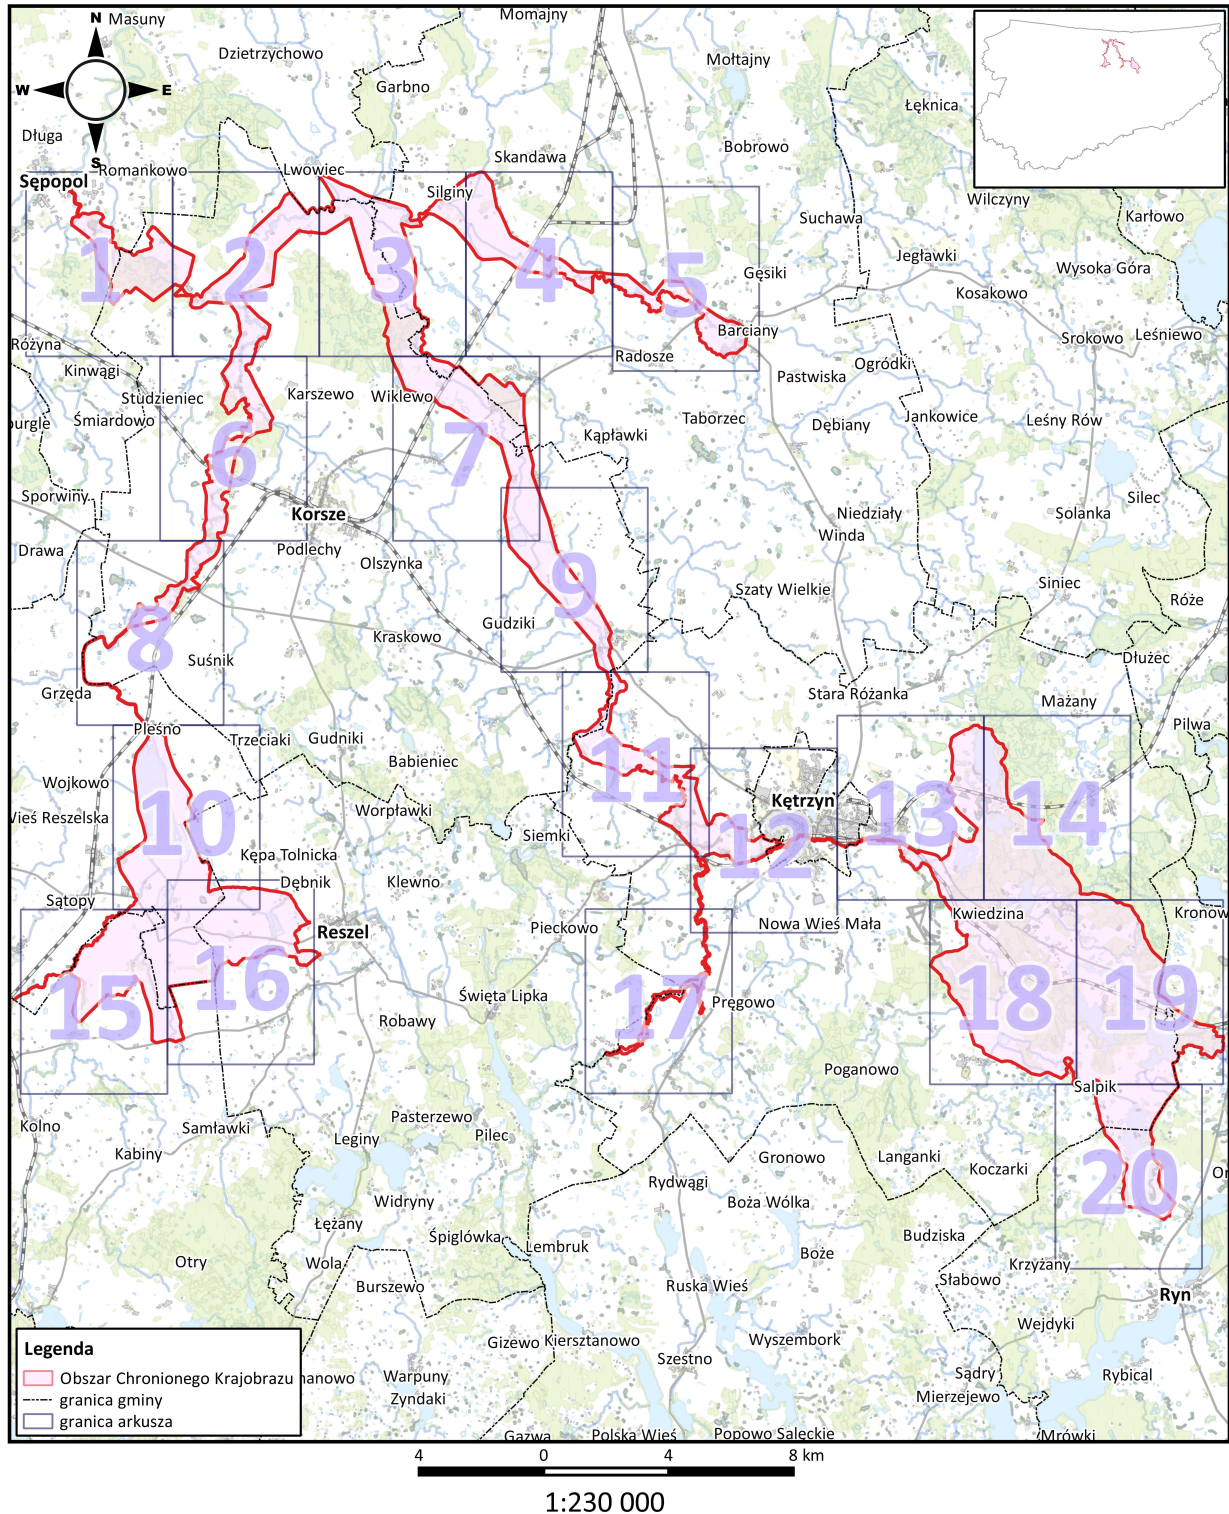 N
Masuny
Momajny
Dzietrzychowo
Mołtajny
Garbno
W
E
Łęknica
Długa
S
Bobrowo
Skandawa
Romankowo
Lwowiec
Sępopol
Silginy
Wilczyny
Suchawa
Karłowo
1
2
3
4
5
Gęsiki
Jegławki
Wysoka Góra
Kosakowo
Barciany
Różyna
Srokowo
Leśniewo
Radosze
Kinwągi
Ogródki
Pastwiska
Studzieniec
Karszewo
Wiklewo
Śmiardowo
Taborzec
Dębiany
Jankowice
Leśny Rów
Kąpławki
6
7
Sporwiny
Silec
Korsze
Niedziały
Solanka
Winda
Drawa
Podlechy
Olszynka
Siniec
9
Szaty Wielkie
Róże
8
Gudziki
Kraskowo
Suśnik
Dłużec
Grzęda
Stara Różanka
Mażany
Pleśno
Trzeciaki
Gudniki
Pilwa
Babieniec
11
Wojkowo
Kętrzyn
Worpławki
13
14
10
Siemki
12
Kępa Tolnicka
Dębnik
Klewno
Sątopy
Kwiedzina
Reszel
Pieckowo
Nowa Wieś Mała
16
15
Święta Lipka
17
Pręgowo
18
19
Robawy
Poganowo
Salpik
Kolno
Samławki
Pasterzewo
Leginy
Pilec
Kabiny
Gronowo
Langanki
Koczarki
20
Rydwągi
Widryny
Boża Wólka
Łężany
Śpiglówka
Budziska
Lembruk
Boże
Otry
Wola
Krzyżany
Burszewo
Ruska Wieś
Słabowo
Ryn
Wejdyki
Gizewo
Kiersztanowo
Wyszembork
Legenda
Szestno
Sądry
Rybical
Obszar Chronionego Krajobrazu
Warpuny
Zyndaki
Mierzejewo
granica gminy
granica arkusza
Gazwa
Polska Wieś
Popowo Salęckie
Mrówki
4 0 4 8 km
1:230 000